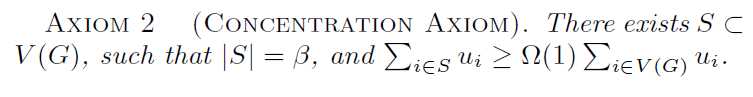 AXIOM 2 (CONCENTRATION AXIOM). There exists S ⊂
V(G), such that |S| = β, and ∑_{i∈S} u_i ≥ Ω(1) ∑_{i∈V(G)} u_i.